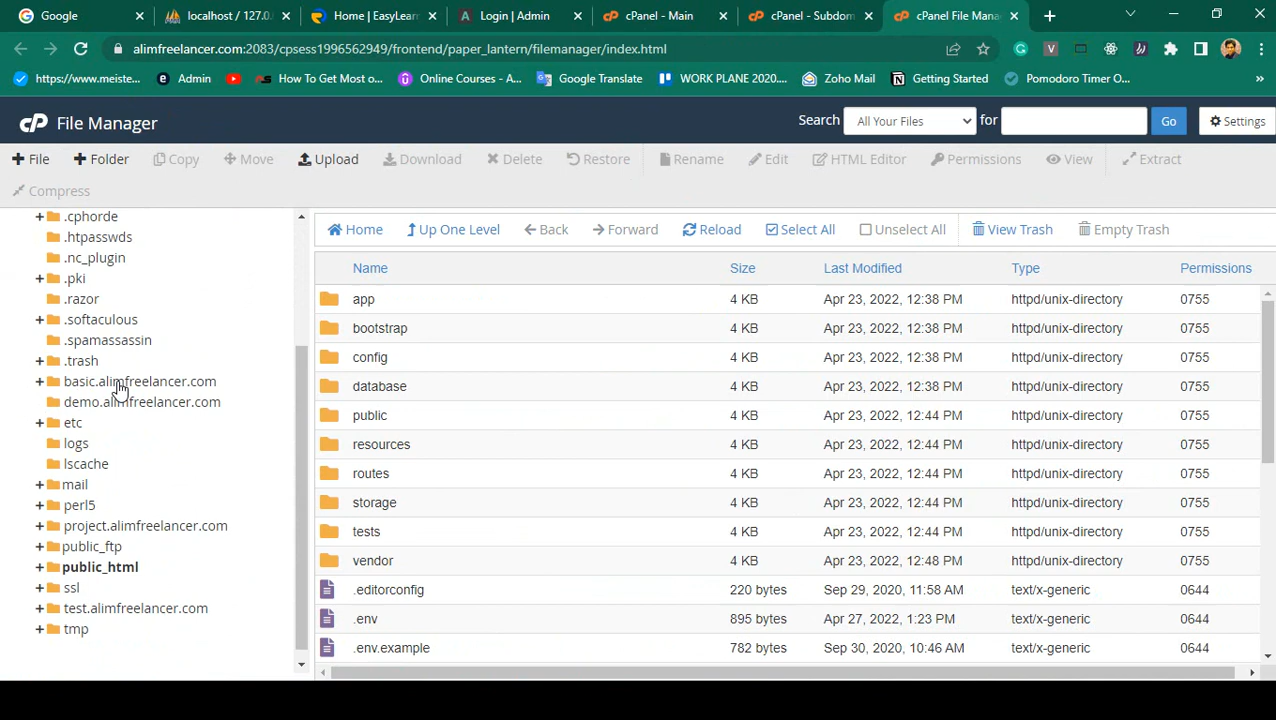 Google
localhost / 127.0.
Home | EasyLearn
Login | Admin
cPanel - Main
cPanel - Subdom
cPanel File Mana
alimfreelancer.com:2083/cpsess1996562949/frontend/paper_lantern/filemanager/index.html
https://www.meiste...
Admin
How To Get Most o...
Online Courses - A...
Google Translate
WORK PLANE 2020....
Zoho Mail
Getting Started
Pomodoro Timer O...
»
cP File Manager
Search All Your Files for Go Settings
+ File + Folder Copy Move Upload Download Delete Restore Rename Edit HTML Editor Permissions View Extract
Compress
Home Up One Level Back Forward Reload Select All Unselect All View Trash Empty Trash
+ .cphorde
.htpasswds
.nc_plugin
+ .pki
.razor
+ .softaculous
.spamassassin
+ .trash
+ basic.alimfreelancer.com
demo.alimfreelancer.com
+ etc
logs
lscache
+ mail
+ perl5
+ project.alimfreelancer.com
+ public_ftp
+ public_html
+ ssl
+ test.alimfreelancer.com
+ tmp
Name Size Last Modified Type Permissions
app 4 KB Apr 23, 2022, 12:38 PM httpd/unix-directory 0755
bootstrap 4 KB Apr 23, 2022, 12:38 PM httpd/unix-directory 0755
config 4 KB Apr 23, 2022, 12:38 PM httpd/unix-directory 0755
database 4 KB Apr 23, 2022, 12:38 PM httpd/unix-directory 0755
public 4 KB Apr 23, 2022, 12:44 PM httpd/unix-directory 0755
resources 4 KB Apr 23, 2022, 12:44 PM httpd/unix-directory 0755
routes 4 KB Apr 23, 2022, 12:44 PM httpd/unix-directory 0755
storage 4 KB Apr 23, 2022, 12:44 PM httpd/unix-directory 0755
tests 4 KB Apr 23, 2022, 12:44 PM httpd/unix-directory 0755
vendor 4 KB Apr 23, 2022, 12:48 PM httpd/unix-directory 0755
.editorconfig 220 bytes Sep 29, 2020, 11:58 AM text/x-generic 0644
.env 895 bytes Apr 27, 2022, 1:23 PM text/x-generic 0644
.env.example 782 bytes Sep 30, 2020, 10:46 AM text/x-generic 0644